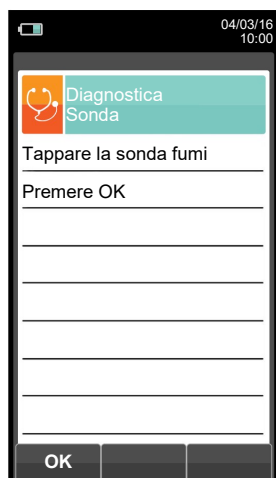 04/03/16
10:00
Diagnostica
Sonda
Tappare la sonda fumi
Premere OK
OK